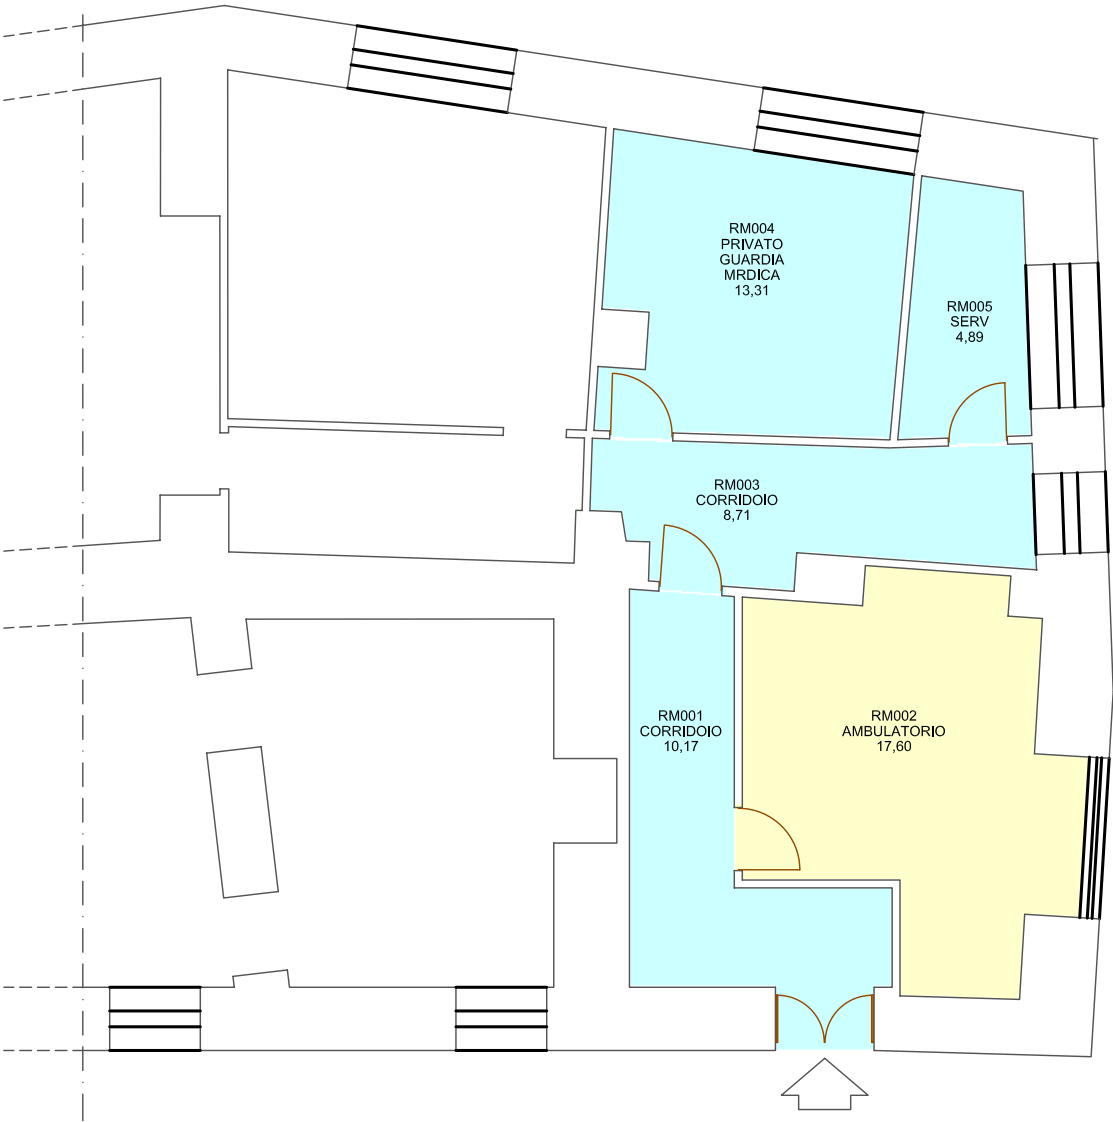 RM004
PRIVATO
GUARDIA
MRDICA
13,31
RM005
SERV
4,89
RM003
CORRIDOIO
8,71
RM001
CORRIDOIO
10,17
RM002
AMBULATORIO
17,60